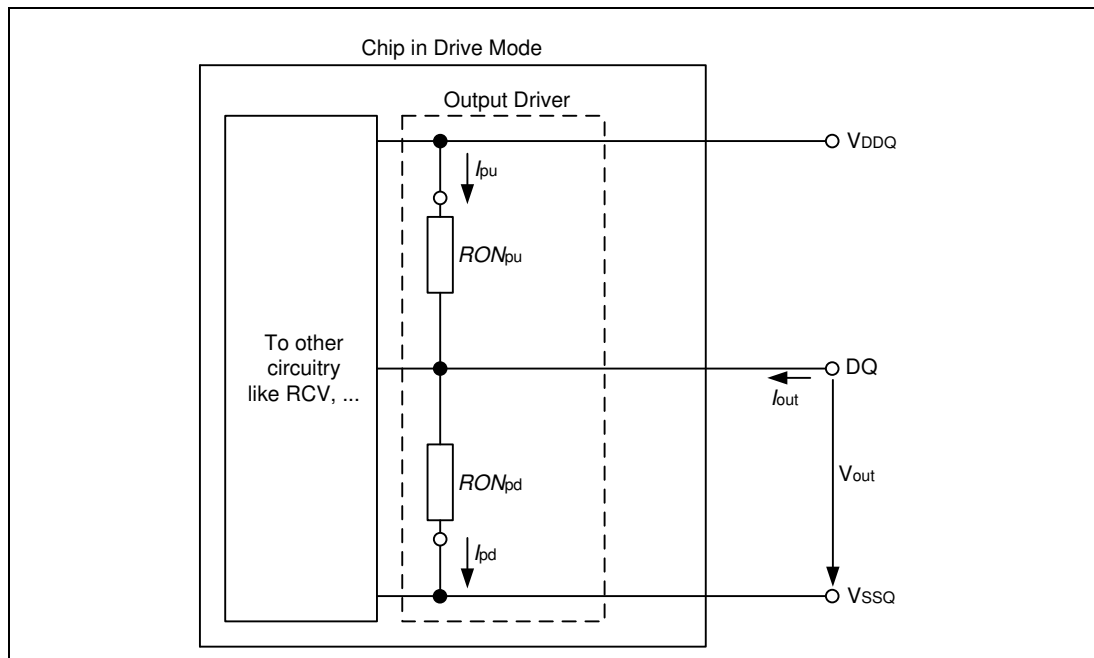 Chip in Drive Mode
Output Driver
VDDQ
Ipu
RONpu
To other
circuitry
like RCV, ...
DQ
Iout
RONpd
Vout
Ipd
VSSQ